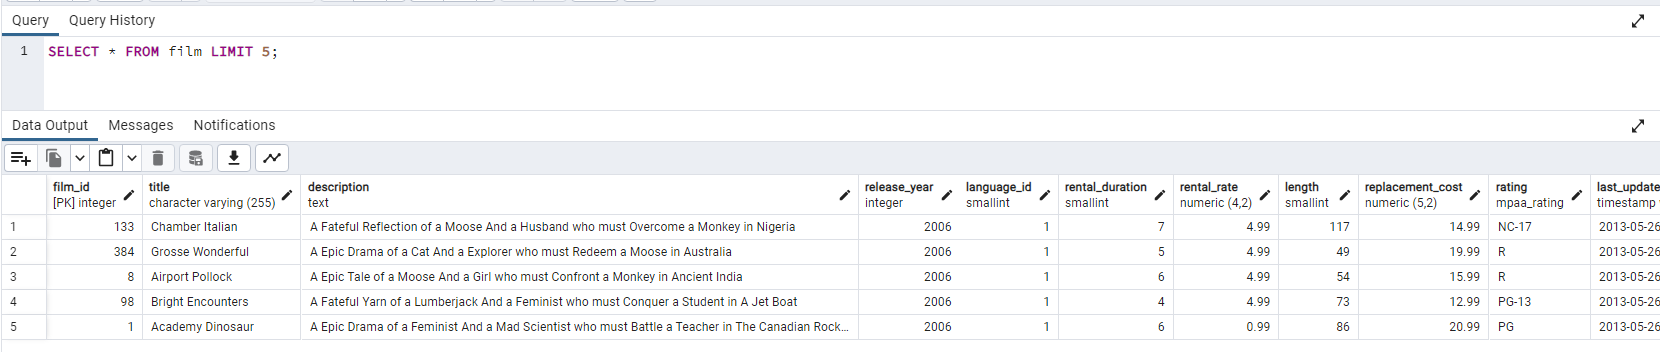 Query Query History
1 SELECT * FROM film LIMIT 5;
Data Output Messages Notifications
film_id title description release_year language_id rental_duration rental_rate length replacement_cost rating last_update
[PK] integer character varying (255) text integer smallint smallint numeric (4,2) smallint numeric (5,2) mpaa_rating timestamp
1 133 Chamber Italian A Fateful Reflection of a Moose And a Husband who must Overcome a Monkey in Nigeria 2006 1 7 4.99 117 14.99 NC-17 2013-05-26
2 384 Grosse Wonderful A Epic Drama of a Cat And a Explorer who must Redeem a Moose in Australia 2006 1 5 4.99 49 19.99 R 2013-05-26
3 8 Airport Pollock A Epic Tale of a Moose And a Girl who must Confront a Monkey in Ancient India 2006 1 6 4.99 54 15.99 R 2013-05-26
4 98 Bright Encounters A Fateful Yarn of a Lumberjack And a Feminist who must Conquer a Student in A Jet Boat 2006 1 4 4.99 73 12.99 PG-13 2013-05-26
5 1 Academy Dinosaur A Epic Drama of a Feminist And a Mad Scientist who must Battle a Teacher in The Canadian Rock... 2006 1 6 0.99 86 20.99 PG 2013-05-26